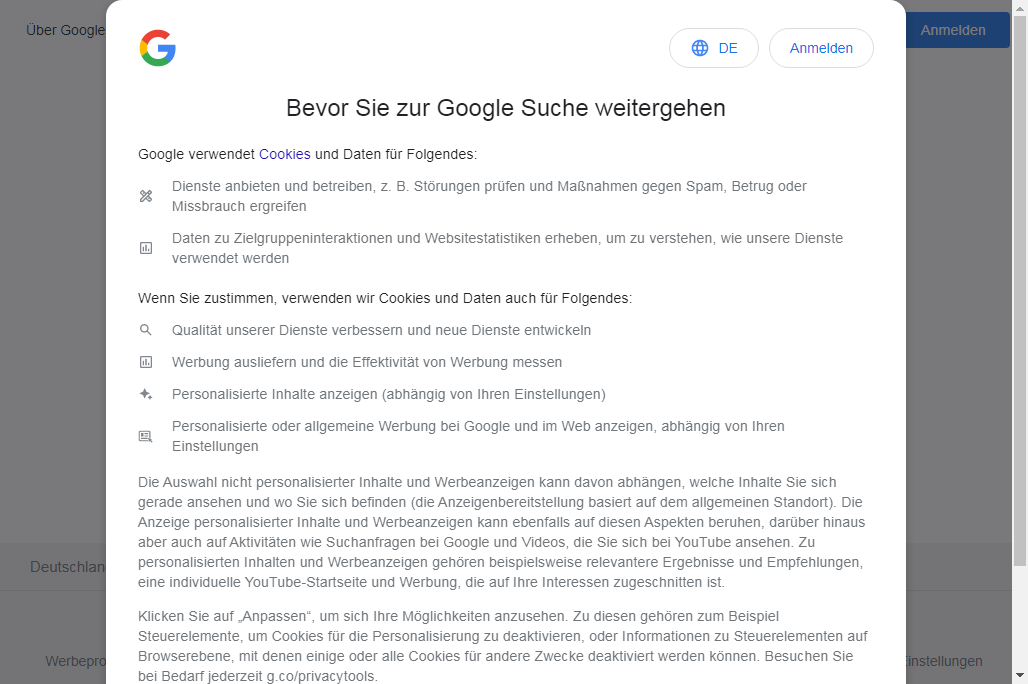 Über Google
DE
Anmelden
Anmelden
Bevor Sie zur Google Suche weitergehen
Google verwendet Cookies und Daten für Folgendes:
Dienste anbieten und betreiben, z. B. Störungen prüfen und Maßnahmen gegen Spam, Betrug oder
Missbrauch ergreifen
Daten zu Zielgruppeninteraktionen und Websitestatistiken erheben, um zu verstehen, wie unsere Dienste
verwendet werden
Wenn Sie zustimmen, verwenden wir Cookies und Daten auch für Folgendes:
Qualität unserer Dienste verbessern und neue Dienste entwickeln
Werbung ausliefern und die Effektivität von Werbung messen
Personalisierte Inhalte anzeigen (abhängig von Ihren Einstellungen)
Personalisierte oder allgemeine Werbung bei Google und im Web anzeigen, abhängig von Ihren
Einstellungen
Die Auswahl nicht personalisierter Inhalte und Werbeanzeigen kann davon abhängen, welche Inhalte Sie sich
gerade ansehen und wo Sie sich befinden (die Anzeigenbereitstellung basiert auf dem allgemeinen Standort). Die
Anzeige personalisierter Inhalte und Werbeanzeigen kann ebenfalls auf diesen Aspekten beruhen, darüber hinaus
aber auch auf Aktivitäten wie Suchanfragen bei Google und Videos, die Sie sich bei YouTube ansehen. Zu
personalisierten Inhalten und Werbeanzeigen gehören beispielsweise relevantere Ergebnisse und Empfehlungen,
eine individuelle YouTube-Startseite und Werbung, die auf Ihre Interessen zugeschnitten ist.
Deutschlan
Klicken Sie auf „Anpassen“, um sich Ihre Möglichkeiten anzusehen. Zu diesen gehören zum Beispiel
Steuerelemente, um Cookies für die Personalisierung zu deaktivieren, oder Informationen zu Steuerelementen auf
Browserebene, mit denen einige oder alle Cookies für andere Zwecke deaktiviert werden können. Besuchen Sie
bei Bedarf jederzeit g.co/privacytools.
Werbepro
instellungen